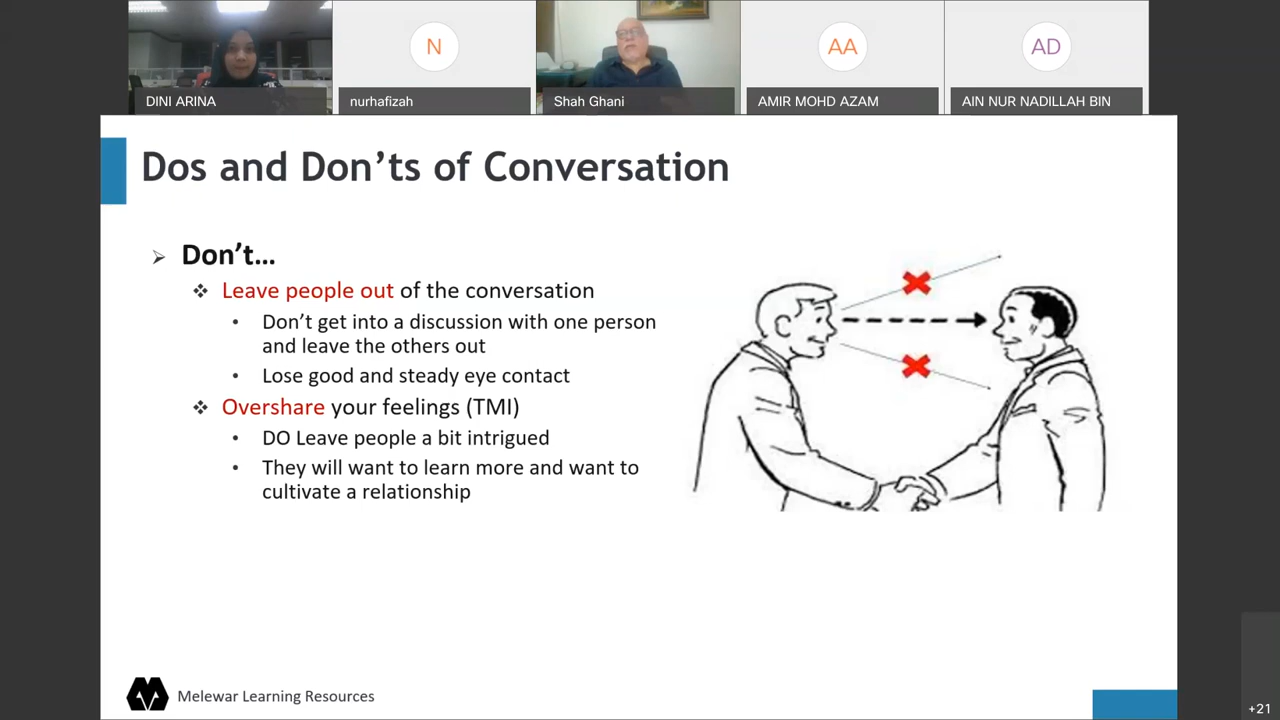 N
AA
AD
DINI ARINA
nurhafizah
Shah Ghani
AMIR MOHD AZAM
AIN NUR NADILLAH BIN
Dos and Don’ts of Conversation
Don’t…
Leave people out of the conversation
Don’t get into a discussion with one person
and leave the others out
Lose good and steady eye contact
Overshare your feelings (TMI)
DO Leave people a bit intrigued
They will want to learn more and want to
cultivate a relationship
Melewar Learning Resources
+21